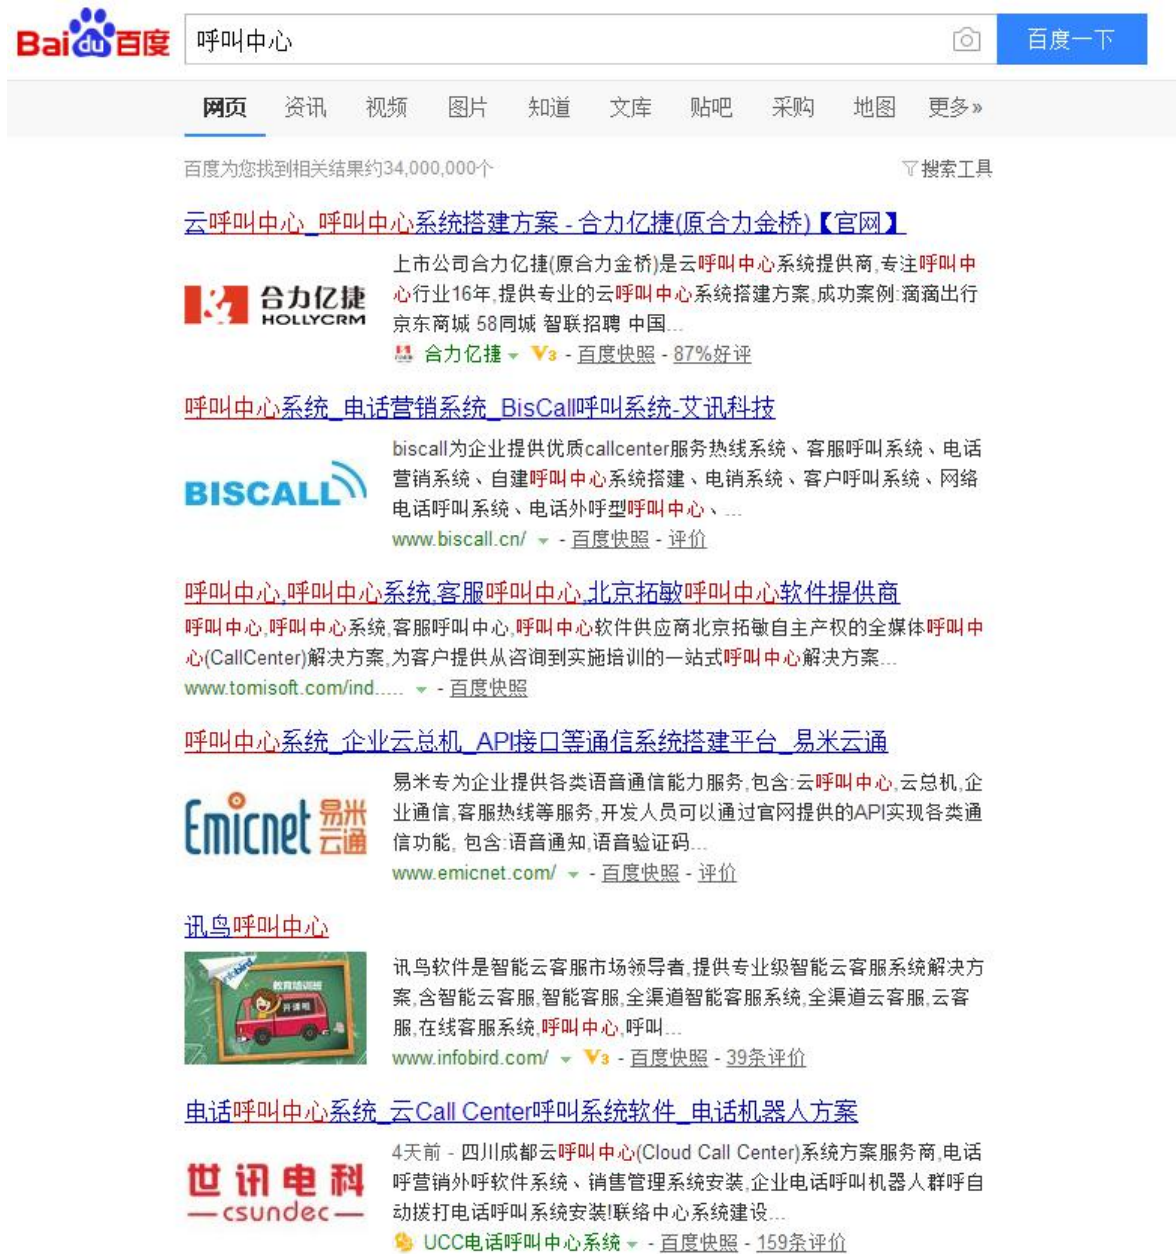 Baidu百度
呼叫中心
百度一下
网页 资讯 视频 图片 知道 文库 贴吧 采购 地图 更多»
百度为您找到相关结果约34,000,000个
搜索工具
云呼叫中心_呼叫中心系统搭建方案 - 合力亿捷(原合力金桥)【官网】
合力亿捷
HOLLYCRM
上市公司合力亿捷(原合力金桥)是云呼叫中心系统提供商,专注呼叫中
心行业16年,提供专业的云呼叫中心系统搭建方案,成功案例:滴滴出行
京东商城 58同城 智联招聘 中国...
合力亿捷 V3 - 百度快照 - 87%好评
呼叫中心系统_电话营销系统_BisCall呼叫系统-艾讯科技
BISCALL
biscall为企业提供优质callcenter服务热线系统、客服呼叫系统、电话
营销系统、自建呼叫中心系统搭建、电销系统、客户呼叫系统、网络
电话呼叫系统、电话外呼型呼叫中心、...
www.biscall.cn/ - 百度快照 - 评价
呼叫中心,呼叫中心系统,客服呼叫中心,北京拓敏呼叫中心软件提供商
呼叫中心,呼叫中心系统,客服呼叫中心,呼叫中心软件供应商北京拓敏自主产权的全媒体呼叫中
心(CallCenter)解决方案,为客户提供从咨询到实施培训的一站式呼叫中心解决方案...
www.tomisoft.com/ind..... - 百度快照
呼叫中心系统_企业云总机_API接口等通信系统搭建平台_易米云通
Emicnet 易米云通
易米专为企业提供各类语音通信能力服务,包含:云呼叫中心,云总机,企
业通信,客服热线等服务,开发人员可以通过官网提供的API实现各类通
信功能, 包含:语音通知,语音验证码...
www.emicnet.com/ - 百度快照 - 评价
讯鸟呼叫中心
infobird
教育培训班
开课啦
讯鸟软件是智能云客服市场领导者,提供专业级智能云客服系统解决方
案,含智能云客服,智能客服,全渠道智能客服系统,全渠道云客服,云客
服,在线客服系统,呼叫中心,呼叫...
www.infobird.com/ V3 - 百度快照 - 39条评价
电话呼叫中心系统_云Call Center呼叫系统软件_电话机器人方案
世讯电科
csundec
4天前 - 四川成都云呼叫中心(Cloud Call Center)系统方案服务商,电话
呼营销外呼软件系统、销售管理系统安装,企业电话呼叫机器人群呼自
动拨打电话呼叫系统安装!联络中心系统建设...
UCC电话呼叫中心系统 - 百度快照 - 159条评价